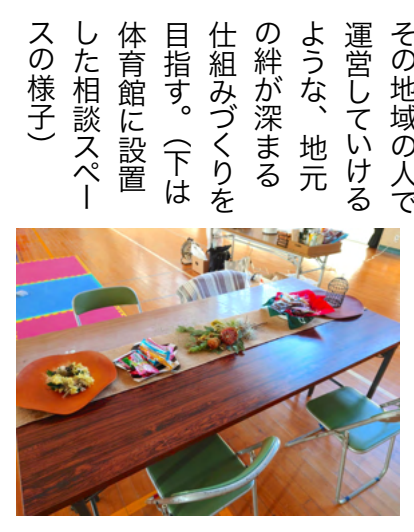 その地域の人で
運営していける
ような、地元
の絆が深まる
仕組みづくりを
目指す。（下は
体育館に設置
した相談スペー
スの様子）